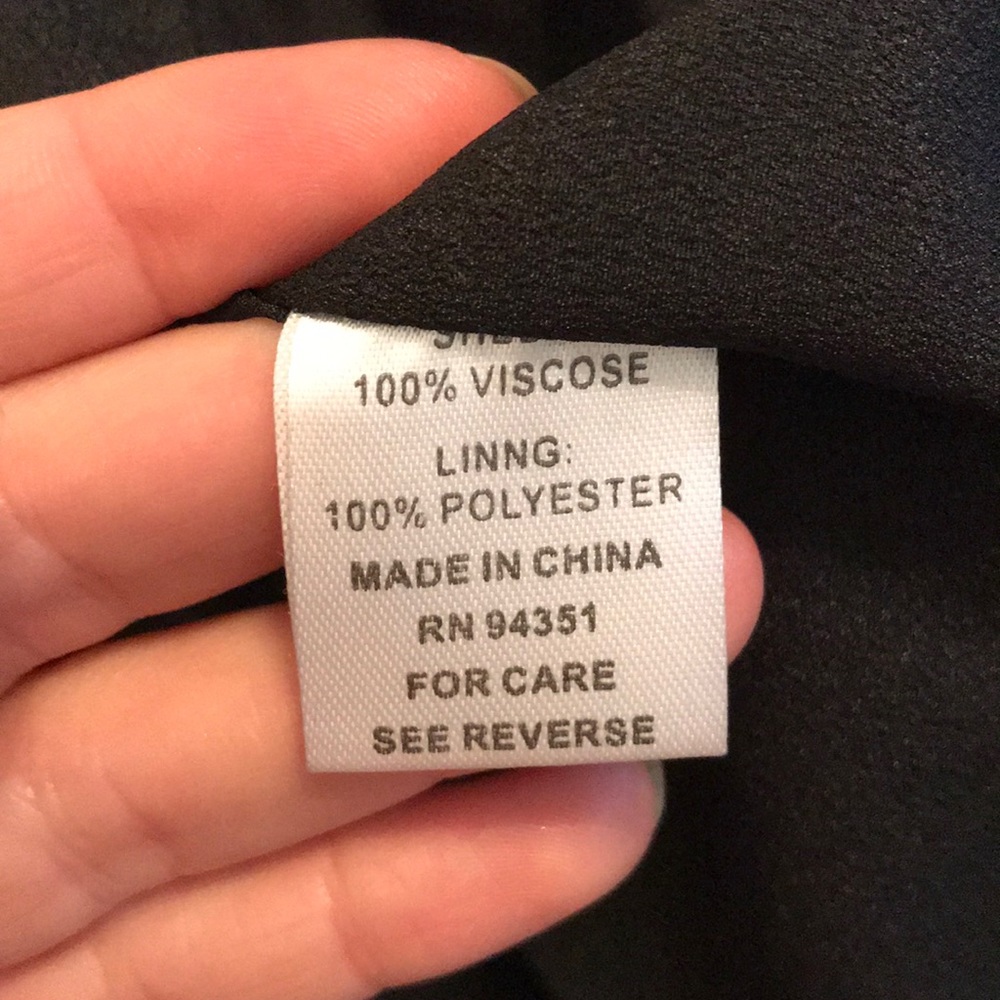 100% VISCOSE
LINNG:
100% POLYESTER
MADE IN CHINA
RN 94351
FOR CARE
SEE REVERSE